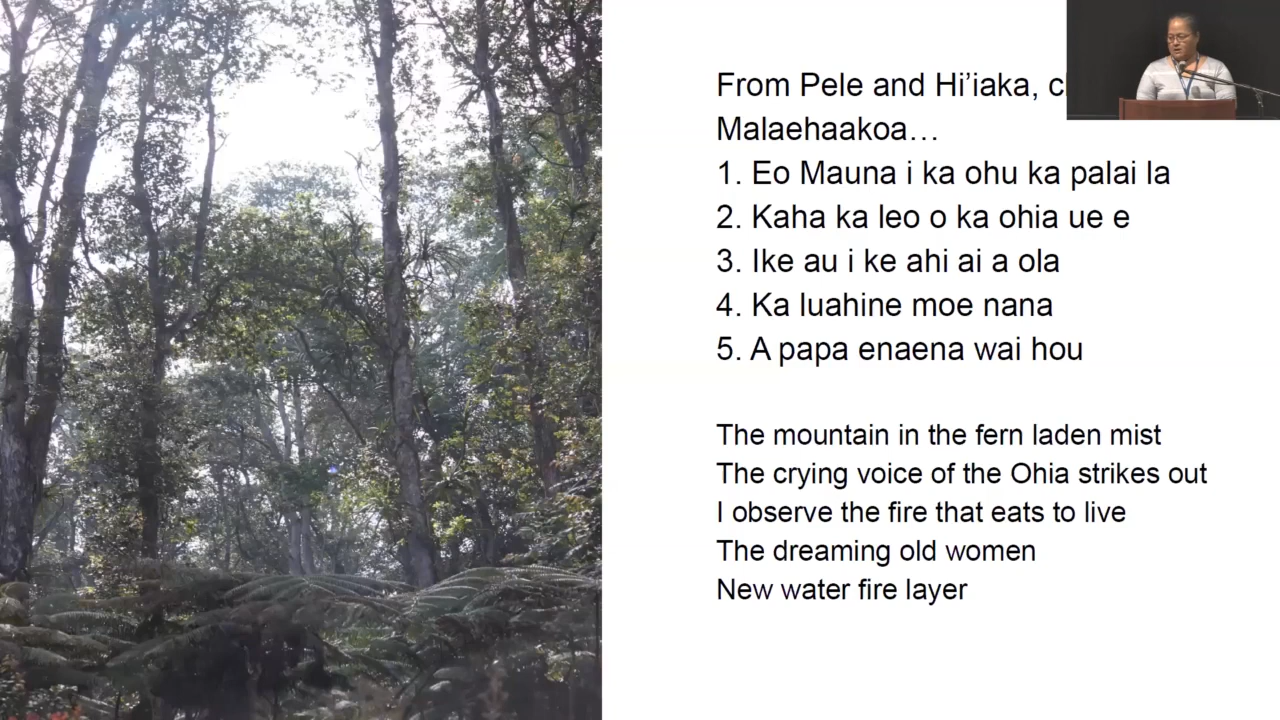 From Pele and Hi’iaka,
Malaehaakoa…
1. Eo Mauna i ka ohu ka palai la
2. Kaha ka leo o ka ohia ue e
3. Ike au i ke ahi ai a ola
4. Ka luahine moe nana
5. A papa enaena wai hou
The mountain in the fern laden mist
The crying voice of the Ohia strikes out
I observe the fire that eats to live
The dreaming old women
New water fire layer